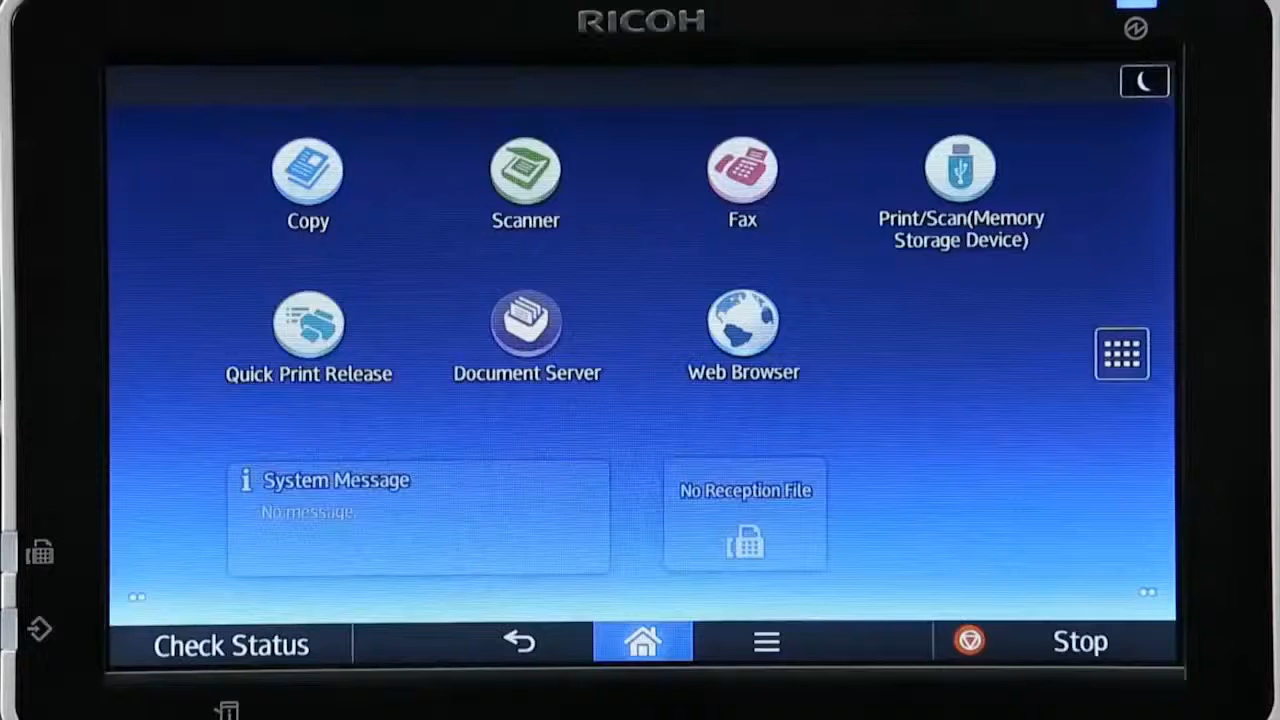 RICOH
Copy
Scanner
Fax
Print/Scan(Memory
Storage Device)
Quick Print Release
Document Server
Web Browser
System Message
No message.
No Reception File
Check Status
Stop